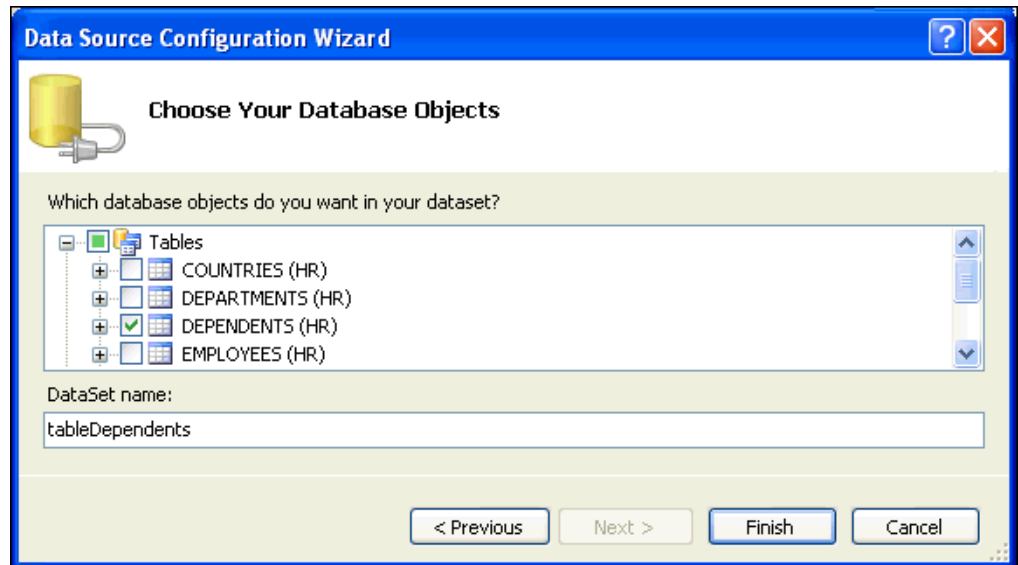 Data Source Configuration Wizard
Choose Your Database Objects
Which database objects do you want in your dataset?
Tables
COUNTRIES (HR)
DEPARTMENTS (HR)
DEPENDENTS (HR)
EMPLOYEES (HR)
DataSet name:
tableDependents
< Previous Next > Finish Cancel